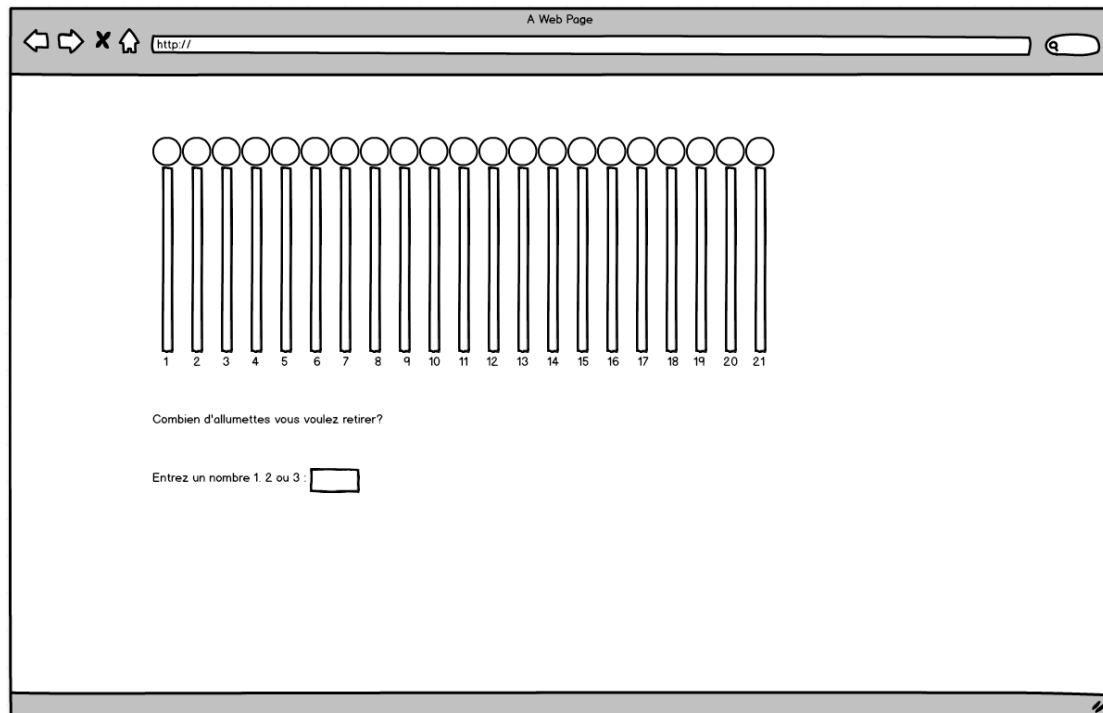 A Web Page
http://
1 2 3 4 5 6 7 8 9 10 11 12 13 14 15 16 17 18 19 20 21
Combien d'allumettes vous voulez retirer?
Entrez un nombre 1. 2 ou 3 :